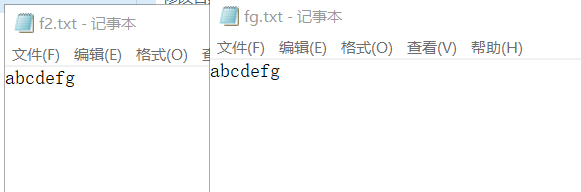 f2.txt - 记事本
文件(F) 编辑(E) 格式(O)
abcdefg
fg.txt - 记事本
文件(F) 编辑(E) 格式(O) 查看(V) 帮助(H)
abcdefg